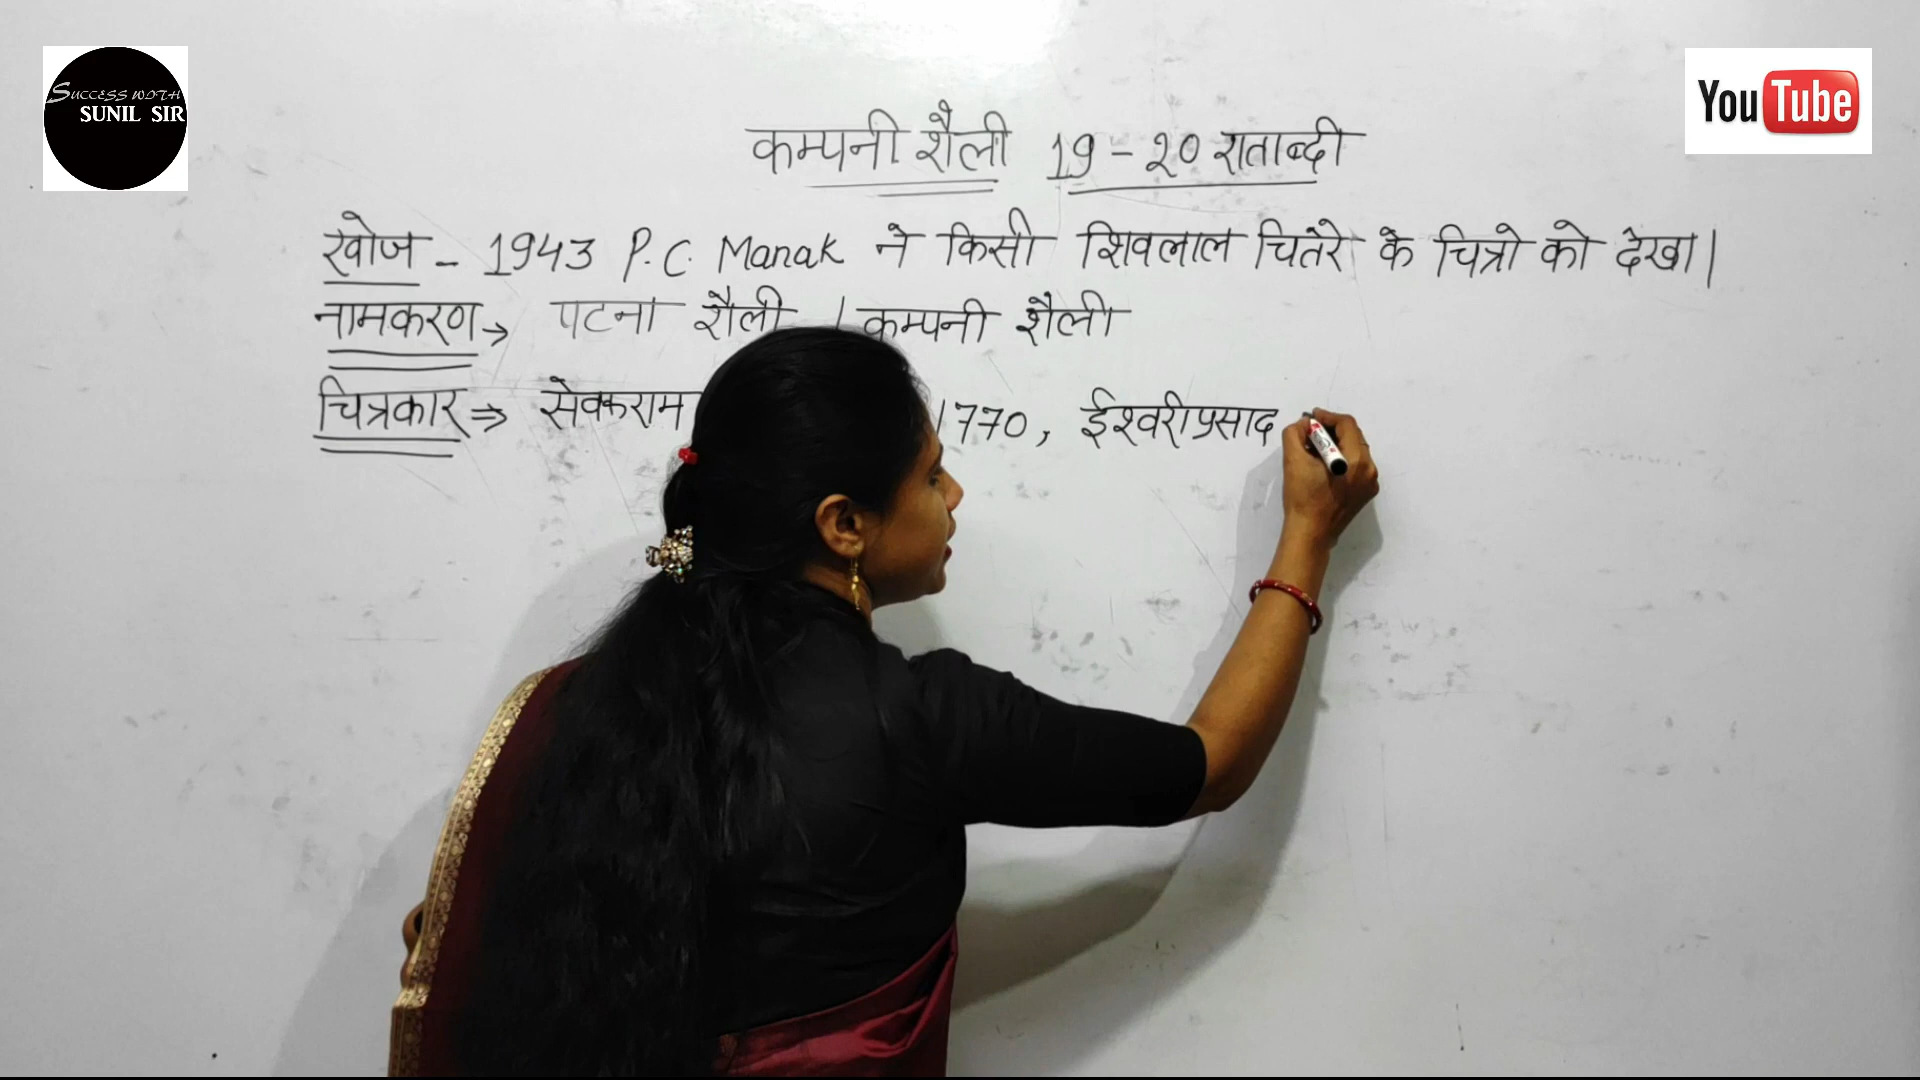 SUCCESS WITH
SUNIL SIR
YouTube
कम्पनी शैली 19 - 20 शताब्दी
खोज - 1943 P.C. Manak ने किसी शिवलाल चितेरे के चित्रो को देखा।
नामकरण → पटना शैली / कम्पनी शैली
चित्रकार ⇒ सेवकराम 1770, ईश्वरीप्रसाद